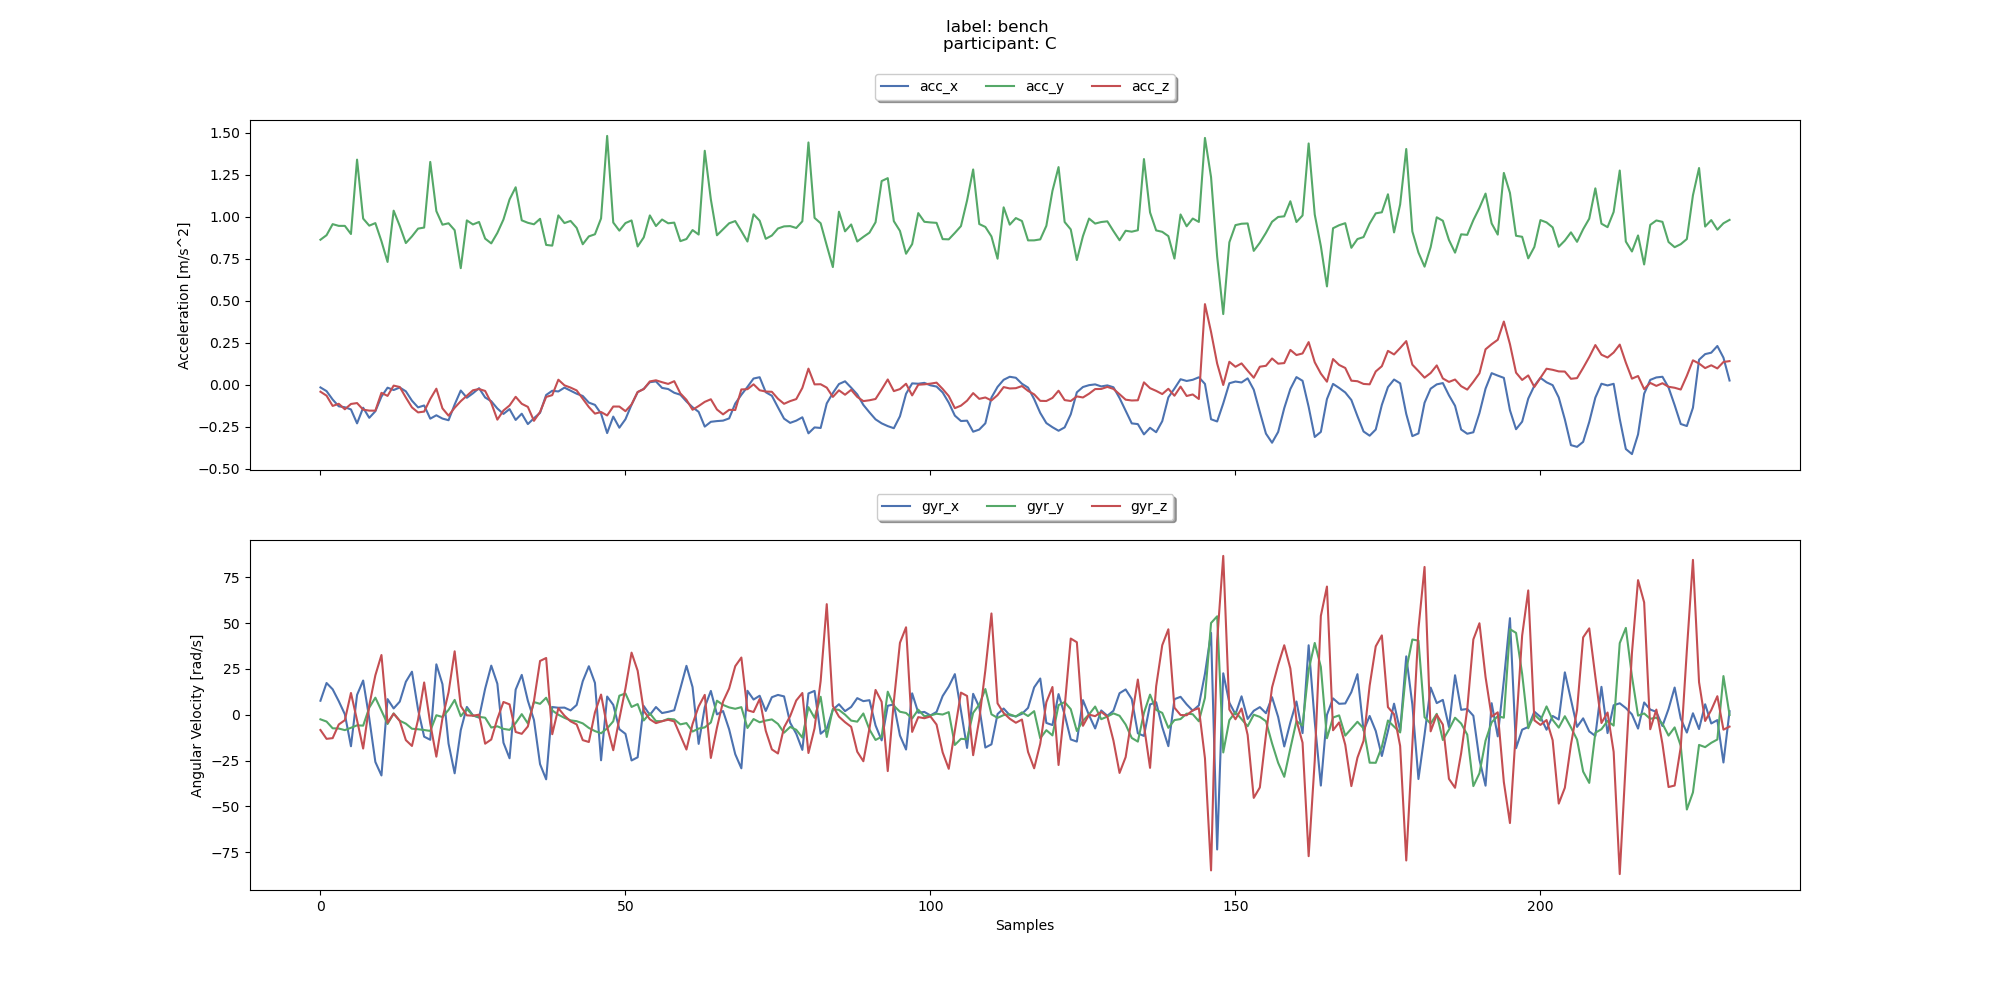 label: bench
participant: C
acc_x acc_y acc_z
1.50
1.25
1.00
0.75
0.50
0.25
0.00
−0.25
−0.50
Acceleration [m/s^2]
gyr_x gyr_y gyr_z
75
50
25
0
−25
−50
−75
Angular Velocity [rad/s]
0 50 100 150 200
Samples